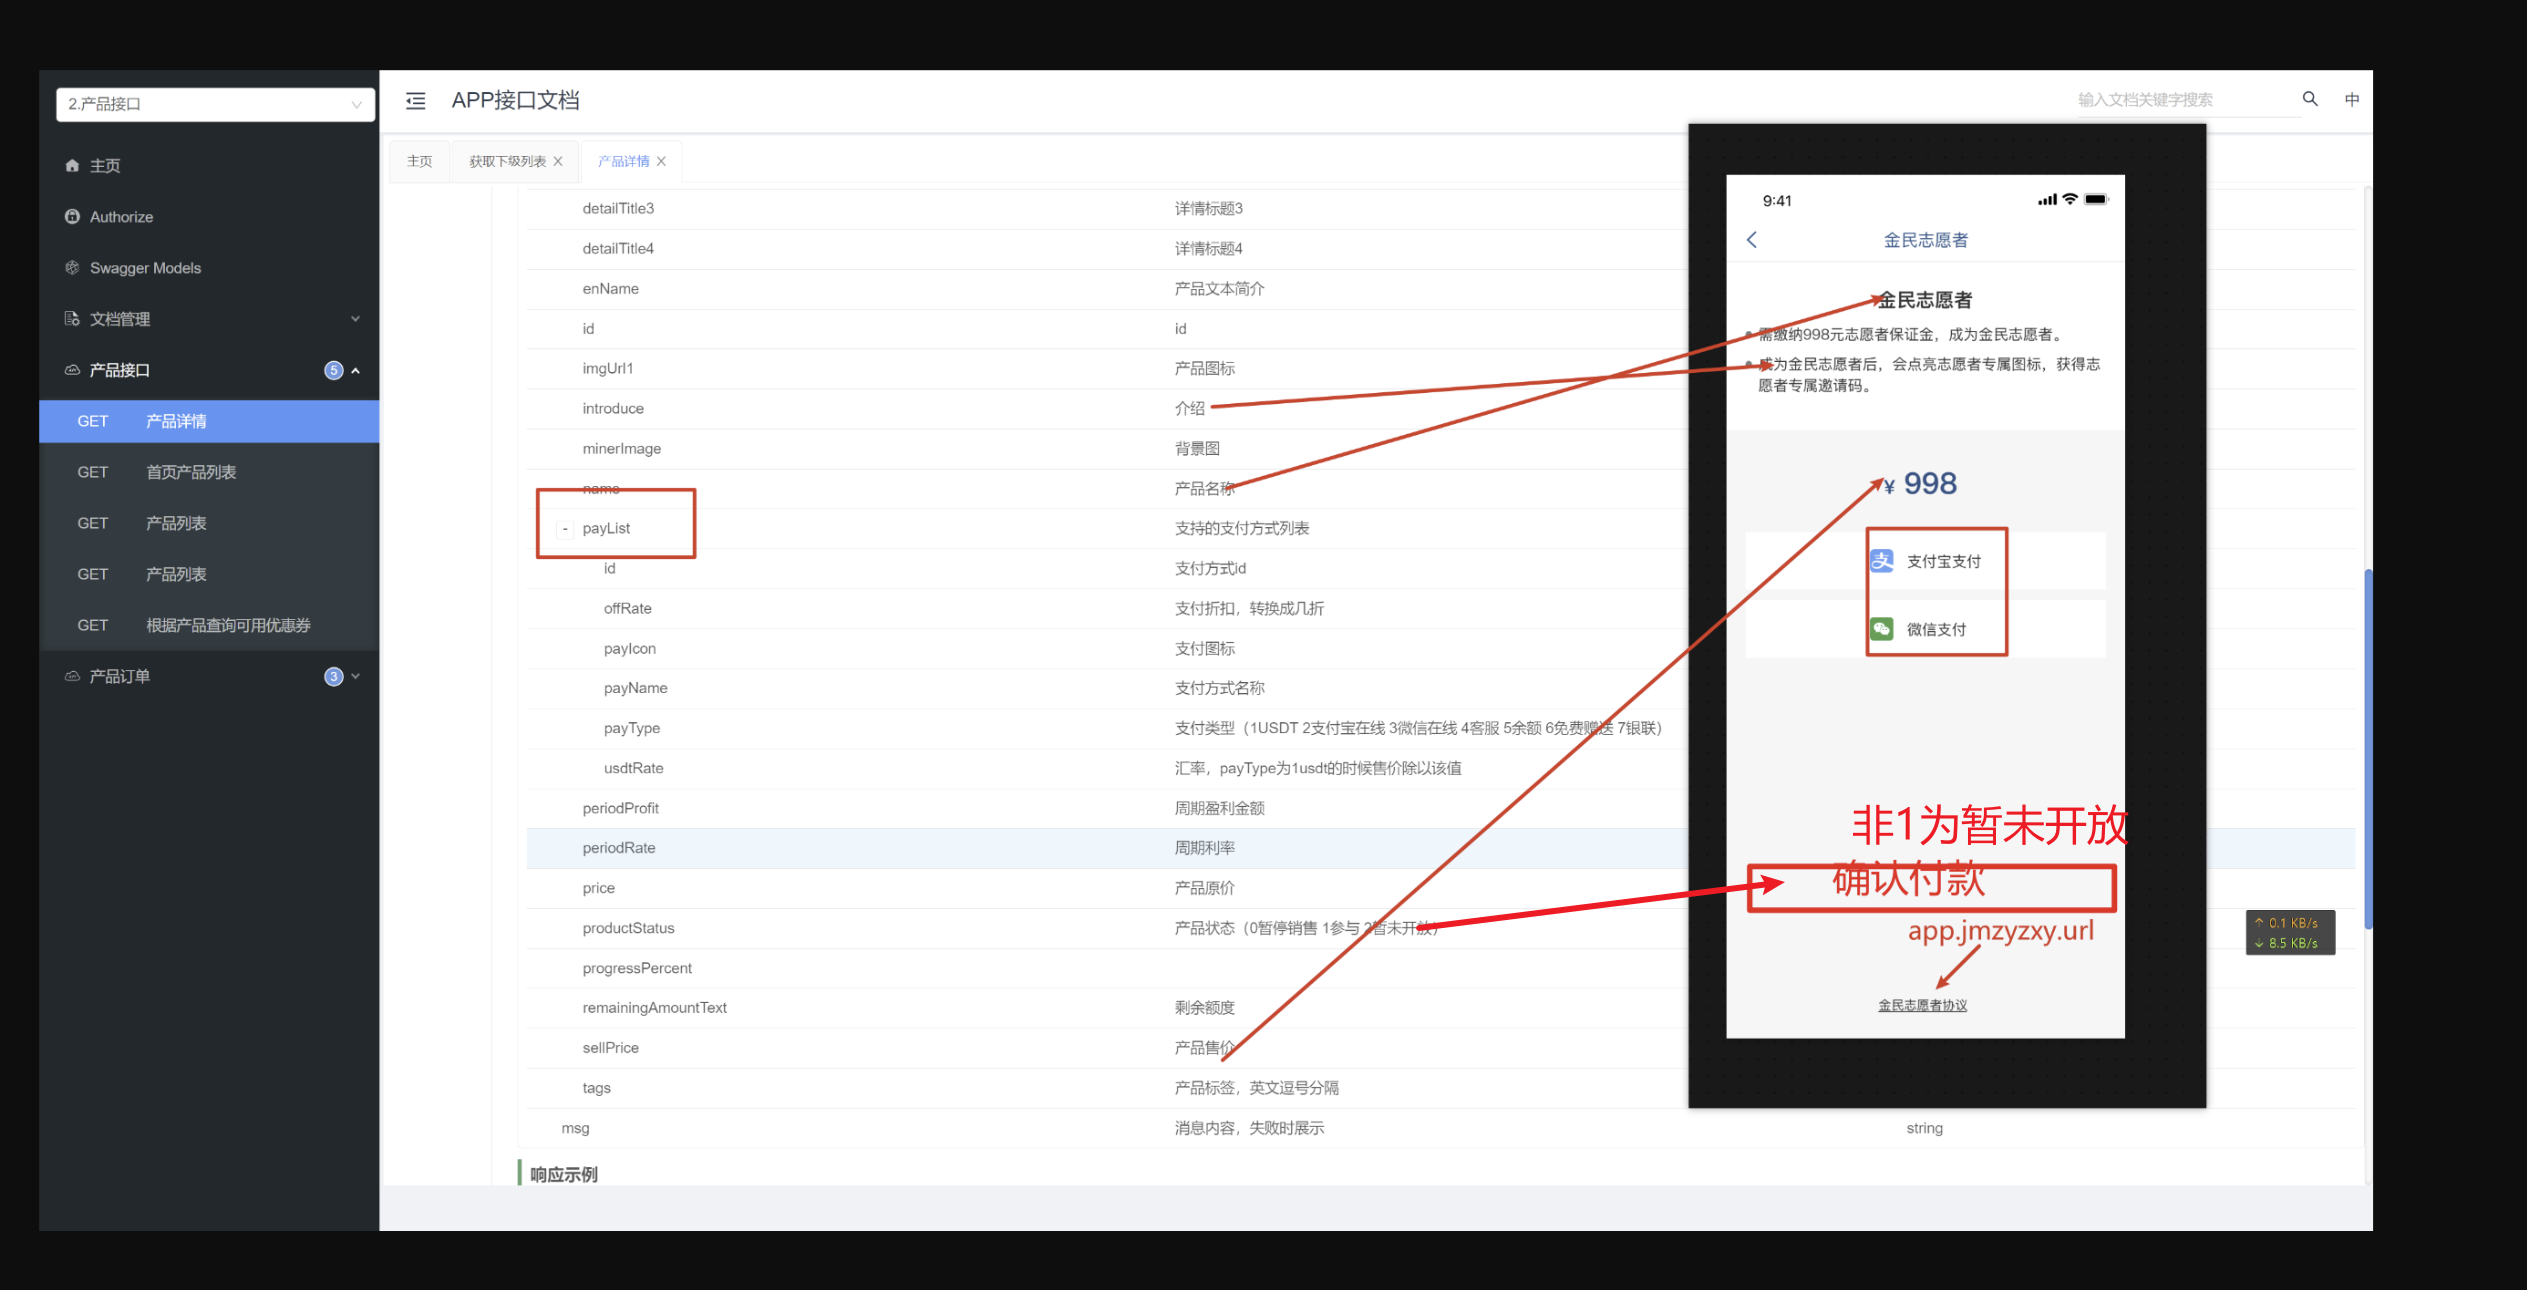 2.产品接口
主页
Authorize
Swagger Models
文档管理
产品接口
5
GET 产品详情
GET 首页产品列表
GET 产品列表
GET 产品列表
GET 根据产品查询可用优惠券
产品订单
3
APP接口文档
输入文档关键字搜索
中
主页
获取下级列表
产品详情
detailTitle3 详情标题3
detailTitle4 详情标题4
enName 产品文本简介
id id
imgUrl1 产品图标
introduce 介绍
minerImage 背景图
name 产品名称
- payList 支持的支付方式列表
id 支付方式id
offRate 支付折扣，转换成几折
payIcon 支付图标
payName 支付方式名称
payType 支付类型（1USDT 2支付宝在线 3微信在线 4客服 5余额 6免费赠送 7银联）
usdtRate 汇率，payType为1usdt的时候售价除以该值
periodProfit 周期盈利金额
periodRate 周期利率
price 产品原价
productStatus 产品状态（0暂停销售 1参与 2暂未开放）
progressPercent
remainingAmountText 剩余额度
sellPrice 产品售价
tags 产品标签，英文逗号分隔
msg 消息内容，失败时展示 string
响应示例
9:41
金民志愿者
金民志愿者
需缴纳998元志愿者保证金，成为金民志愿者。
成为金民志愿者后，会点亮志愿者专属图标，获得志
愿者专属邀请码。
¥ 998
支 支付宝支付
微信支付
非1为暂未开放
确认付款
app.jmzyzxy.url
金民志愿者协议
↑ 0.1 KB/s
↓ 8.5 KB/s